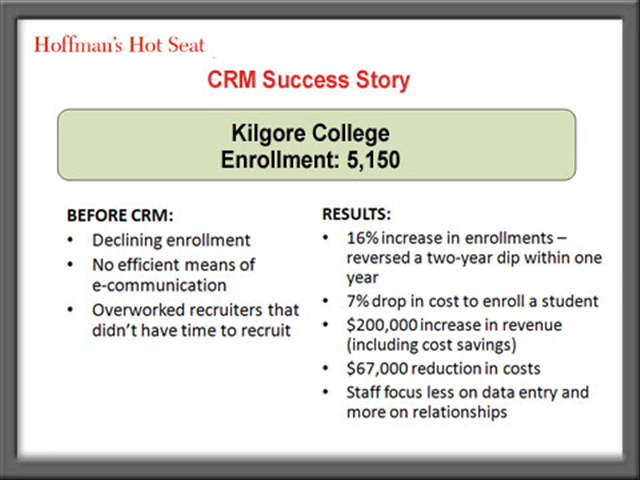 Hoffman's Hot Seat
CRM Success Story
Kilgore College
Enrollment: 5,150
BEFORE CRM:
• Declining enrollment
• No efficient means of
e-communication
• Overworked recruiters that
didn't have time to recruit
RESULTS:
• 16% increase in enrollments –
reversed a two-year dip within one
year
• 7% drop in cost to enroll a student
• $200,000 increase in revenue
(including cost savings)
• $67,000 reduction in costs
• Staff focus less on data entry and
more on relationships